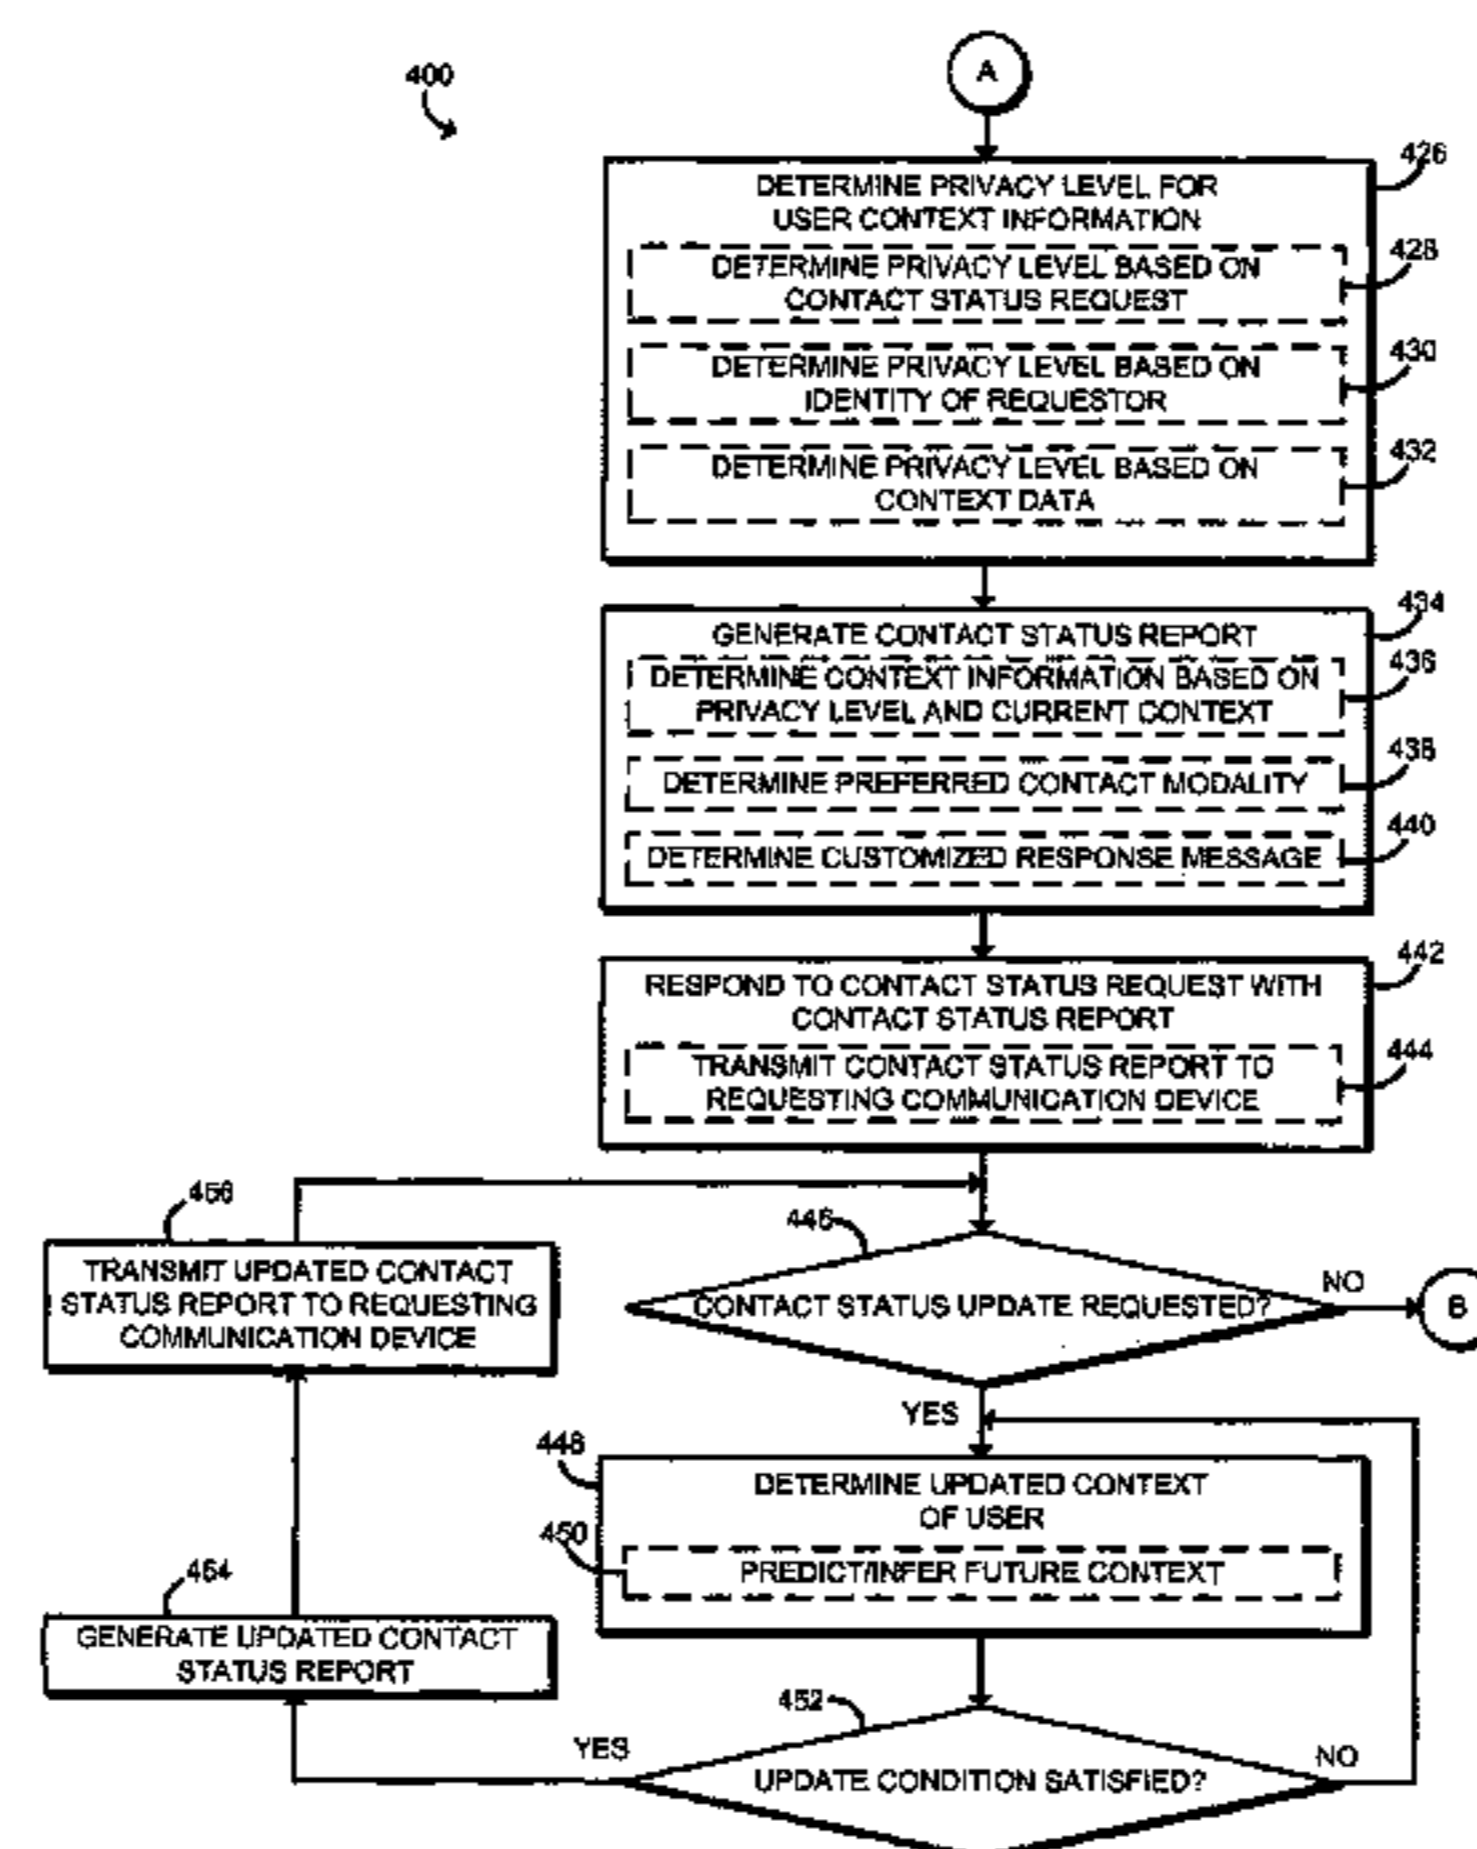 400
A
426
DETERMINE PRIVACY LEVEL FOR
USER CONTEXT INFORMATION
428
DETERMINE PRIVACY LEVEL BASED ON
CONTACT STATUS REQUEST
430
DETERMINE PRIVACY LEVEL BASED ON
IDENTITY OF REQUESTOR
432
DETERMINE PRIVACY LEVEL BASED ON
CONTEXT DATA
434
GENERATE CONTACT STATUS REPORT
436
DETERMINE CONTEXT INFORMATION BASED ON
PRIVACY LEVEL AND CURRENT CONTEXT
438
DETERMINE PREFERRED CONTACT MODALITY
440
DETERMINE CUSTOMIZED RESPONSE MESSAGE
442
RESPOND TO CONTACT STATUS REQUEST WITH
CONTACT STATUS REPORT
444
TRANSMIT CONTACT STATUS REPORT TO
REQUESTING COMMUNICATION DEVICE
456
TRANSMIT UPDATED CONTACT
STATUS REPORT TO REQUESTING
COMMUNICATION DEVICE
446
CONTACT STATUS UPDATE REQUESTED?
NO
B
YES
448
DETERMINE UPDATED CONTEXT
OF USER
450
PREDICT/INFER FUTURE CONTEXT
454
GENERATE UPDATED CONTACT
STATUS REPORT
452
YES
UPDATE CONDITION SATISFIED?
NO